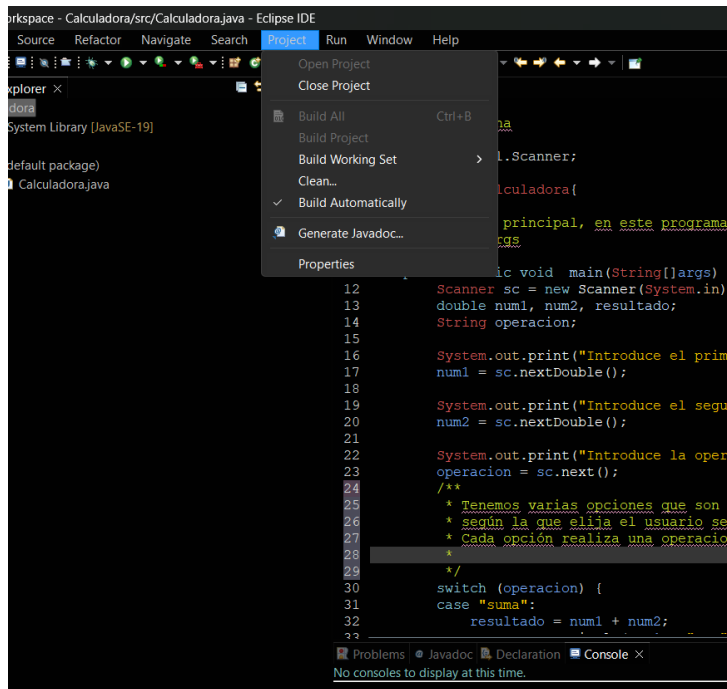 orkspace - Calculadora/src/Calculadora.java - Eclipse IDE
Source Refactor Navigate Search Project Run Window Help
Open Project
xplorer ×
Close Project
dora
Build All Ctrl+B
na
System Library [JavaSE-19]
Build Project
Build Working Set >
l.Scanner;
default package)
Clean...
Calculadora.java
lculadora{
✓ Build Automatically
principal, en este programa
Generate Javadoc...
rgs
Properties
ic void main(String[]args)
12 Scanner sc = new Scanner(System.in)
13 double num1, num2, resultado;
14 String operacion;
15
16 System.out.print("Introduce el prim
17 num1 = sc.nextDouble();
18
19 System.out.print("Introduce el segu
20 num2 = sc.nextDouble();
21
22 System.out.print("Introduce la oper
23 operacion = sc.next();
24 /**
25 * Tenemos varias opciones que son
26 * según la que elija el usuario se
27 * Cada opción realiza una operacio
28 *
29 */
30 switch (operacion) {
31 case "suma":
32 resultado = num1 + num2;
33
Problems Javadoc Declaration Console ×
No consoles to display at this time.